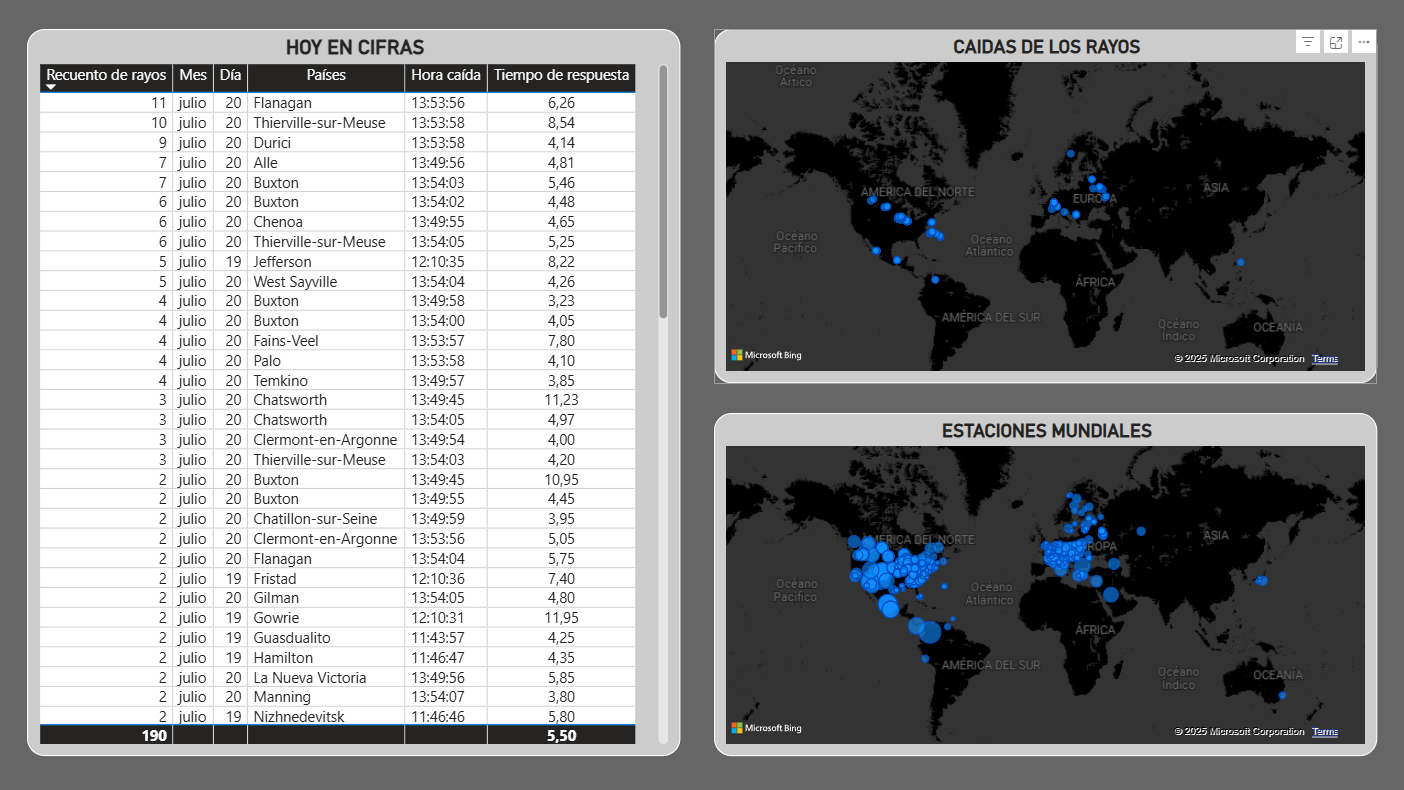 HOY EN CIFRAS
Recuento de rayos Mes Día Países Hora caída Tiempo de respuesta
11 julio 20 Flanagan 13:53:56 6,26
10 julio 20 Thierville-sur-Meuse 13:53:58 8,54
9 julio 20 Durici 13:53:58 4,14
7 julio 20 Alle 13:49:56 4,81
7 julio 20 Buxton 13:54:03 5,46
6 julio 20 Buxton 13:54:02 4,48
6 julio 20 Chenoa 13:49:55 4,65
6 julio 20 Thierville-sur-Meuse 13:54:05 5,25
5 julio 19 Jefferson 12:10:35 8,22
5 julio 20 West Sayville 13:54:04 4,26
4 julio 20 Buxton 13:49:58 3,23
4 julio 20 Buxton 13:54:00 4,05
4 julio 20 Fains-Veel 13:53:57 7,80
4 julio 20 Palo 13:53:58 4,10
4 julio 20 Temkino 13:49:57 3,85
3 julio 20 Chatsworth 13:49:45 11,23
3 julio 20 Chatsworth 13:54:05 4,97
3 julio 20 Clermont-en-Argonne 13:49:54 4,00
3 julio 20 Thierville-sur-Meuse 13:54:03 4,20
2 julio 20 Buxton 13:49:45 10,95
2 julio 20 Buxton 13:49:55 4,45
2 julio 20 Chatillon-sur-Seine 13:49:59 3,95
2 julio 20 Clermont-en-Argonne 13:53:56 5,05
2 julio 20 Flanagan 13:54:04 5,75
2 julio 19 Fristad 12:10:36 7,40
2 julio 20 Gilman 13:54:05 4,80
2 julio 19 Gowrie 12:10:31 11,95
2 julio 19 Guasdualito 11:43:57 4,25
2 julio 19 Hamilton 11:46:47 4,35
2 julio 20 La Nueva Victoria 13:49:56 5,85
2 julio 20 Manning 13:54:07 3,80
2 julio 19 Nizhnedevitsk 11:46:46 5,80
190 5,50
CAIDAS DE LOS RAYOS
Océano
Ártico
AMÉRICA DEL NORTE
EUROPA
ASIA
Océano
Pacífico
Océano
Atlántico
ÁFRICA
AMÉRICA DEL SUR
Océano
Índico
OCEANÍA
Microsoft Bing
© 2025 Microsoft Corporation Terms
ESTACIONES MUNDIALES
AMÉRICA DEL NORTE
ROPA
ASIA
Océano
Pacífico
Océano
Atlántico
ÁFRICA
AMÉRICA DEL SUR
Océano
Índico
OCEANÍA
Microsoft Bing
© 2025 Microsoft Corporation Terms